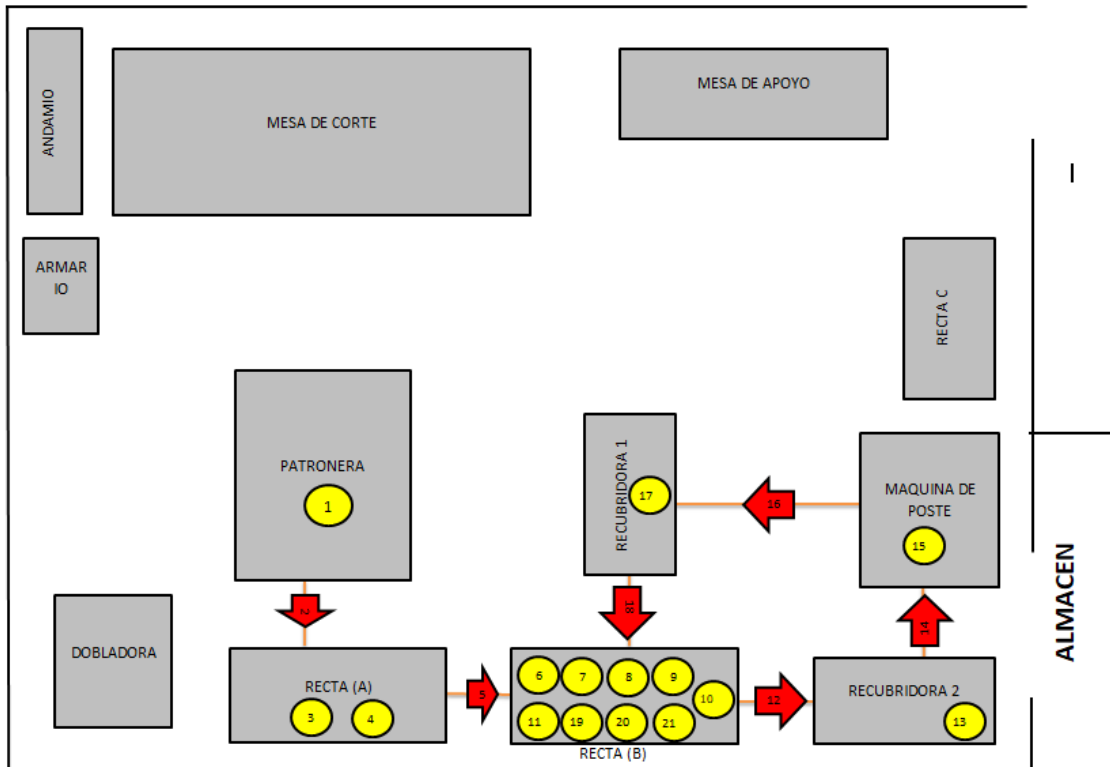 ANDAMIO
MESA DE CORTE
MESA DE APOYO
ARMAR
IO
RECTA C
PATRONERA
1
RECUBRIDORA 1
17
16
MAQUINA DE
POSTE
15
2
18
14
ALMACEN
DOBLADORA
RECTA (A)
3
4
5
6
7
8
9
10
11
19
20
21
RECTA (B)
12
RECUBRIDORA 2
13